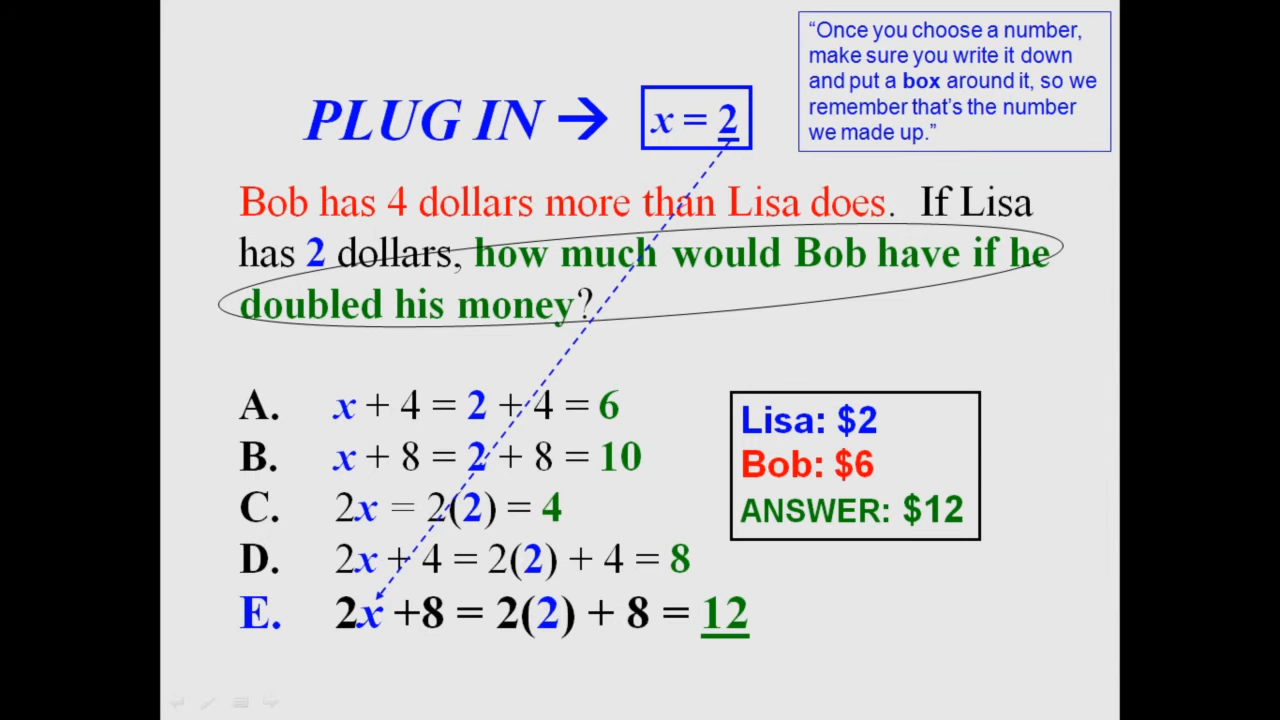 “Once you choose a number,
make sure you write it down
and put a box around it, so we
remember that’s the number
we made up.”
PLUG IN → x = 2
Bob has 4 dollars more than Lisa does. If Lisa
has 2 dollars, how much would Bob have if he
doubled his money?
A. x + 4 = 2 + 4 = 6
B. x + 8 = 2 + 8 = 10
C. 2x = 2(2) = 4
D. 2x + 4 = 2(2) + 4 = 8
E. 2x +8 = 2(2) + 8 = 12
Lisa: $2
Bob: $6
ANSWER: $12